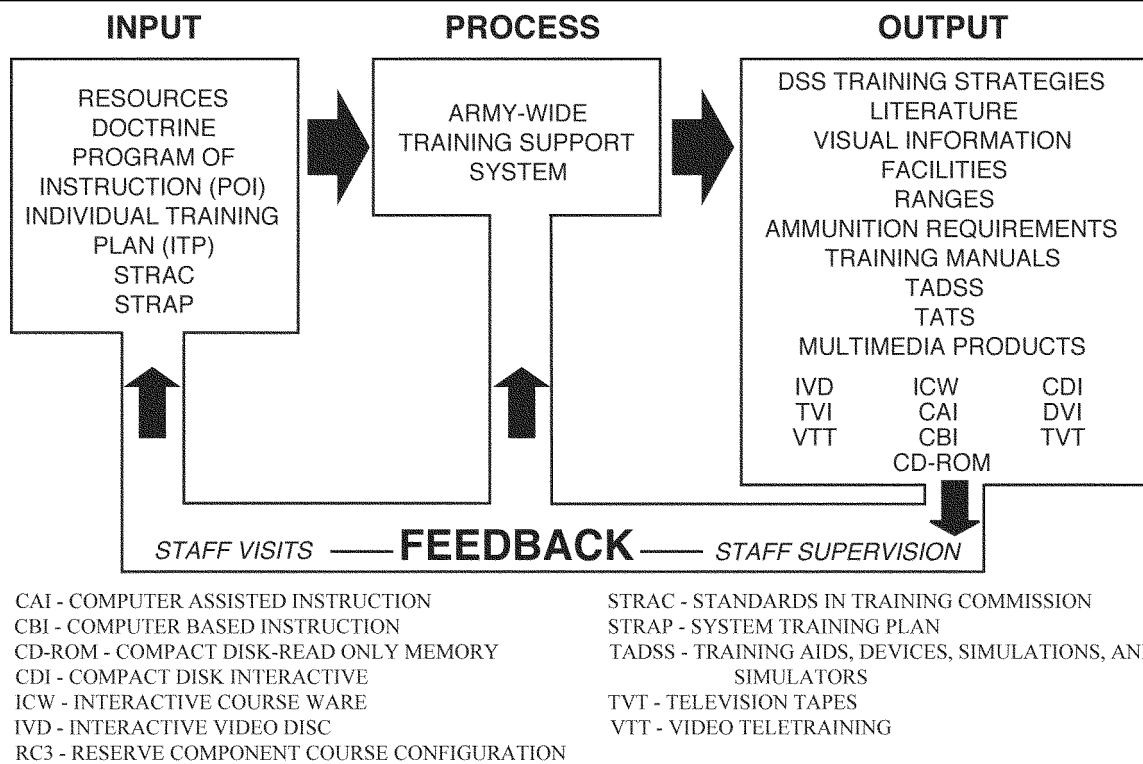 INPUT
PROCESS
OUTPUT
RESOURCES
DOCTRINE
PROGRAM OF
INSTRUCTION (POI)
INDIVIDUAL TRAINING
PLAN (ITP)
STRAC
STRAP
ARMY-WIDE
TRAINING SUPPORT
SYSTEM
DSS TRAINING STRATEGIES
LITERATURE
VISUAL INFORMATION
FACILITIES
RANGES
AMMUNITION REQUIREMENTS
TRAINING MANUALS
TADSS
TATS
MULTIMEDIA PRODUCTS
IVD ICW CDI
TVI CAI DVI
VTT CBI TVT
CD-ROM
STAFF VISITS — FEEDBACK — STAFF SUPERVISION
CAI - COMPUTER ASSISTED INSTRUCTION
CBI - COMPUTER BASED INSTRUCTION
CD-ROM - COMPACT DISK-READ ONLY MEMORY
CDI - COMPACT DISK INTERACTIVE
ICW - INTERACTIVE COURSE WARE
IVD - INTERACTIVE VIDEO DISC
RC3 - RESERVE COMPONENT COURSE CONFIGURATION
STRAC - STANDARDS IN TRAINING COMMISSION
STRAP - SYSTEM TRAINING PLAN
TADSS - TRAINING AIDS, DEVICES, SIMULATIONS, AN
SIMULATORS
TVT - TELEVISION TAPES
VTT - VIDEO TELETRAINING